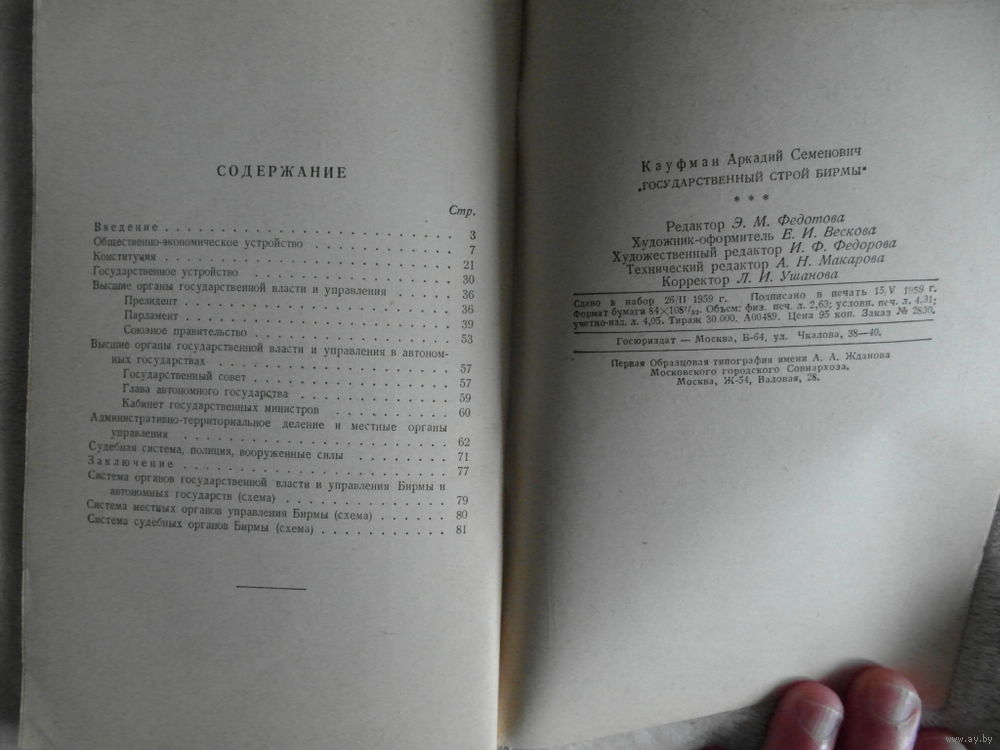 СОДЕРЖАНИЕ
Стр.
Введение . . . . . . . . . . . . . . . . . . . . 3
Общественно-экономическое устройство . . . . . . . . . . 7
Конституция . . . . . . . . . . . . . . . . . . . . 21
Государственное устройство . . . . . . . . . . . . . . 30
Высшие органы государственной власти и управления . . . . . 36
Президент . . . . . . . . . . . . . . . . . . . . 36
Парламент . . . . . . . . . . . . . . . . . . . . 39
Союзное правительство . . . . . . . . . . . . . . . 53
Высшие органы государственной власти и управления в автоном-
ных государствах . . . . . . . . . . . . . . . . . 57
Государственный совет . . . . . . . . . . . . . . . 57
Глава автономного государства . . . . . . . . . . . . 59
Кабинет государственных министров . . . . . . . . . . 60
Административно-территориальное деление и местные органы
управления . . . . . . . . . . . . . . . . . . . 62
Судебная система, полиция, вооруженные силы . . . . . . . 71
Заключение . . . . . . . . . . . . . . . . . . . . 77
Система органов государственной власти и управления Бирмы и
автономных государств (схема) . . . . . . . . . . . . 79
Система местных органов управления Бирмы (схема) . . . . . . 80
Система судебных органов Бирмы (схема) . . . . . . . . . . 81
Кауфман Аркадий Семенович
„ГОСУДАРСТВЕННЫЙ СТРОЙ БИРМЫ"
* * *
Редактор Э. М. Федотова
Художник-оформитель Е. И. Вескова
Художественный редактор И. Ф. Федорова
Технический редактор А. Н. Макарова
Корректор Л. И. Ушанова
Сдано в набор 26/II 1959 г. Подписано в печать 15/V 1959 г.
Формат бумаги 84×108¹/₃₂. Объем: физ. печ. л. 2,63; условн. печ. л. 4,31;
учетно-изд. л. 4,05. Тираж 30 000. А00489. Цена 95 коп. Заказ № 2830.
Госюриздат — Москва, Б-64, ул. Чкалова, 38—40.
Первая Образцовая типография имени А. А. Жданова
Московского городского Совнархоза.
Москва, Ж-54, Валовая, 28.
www.ay.by